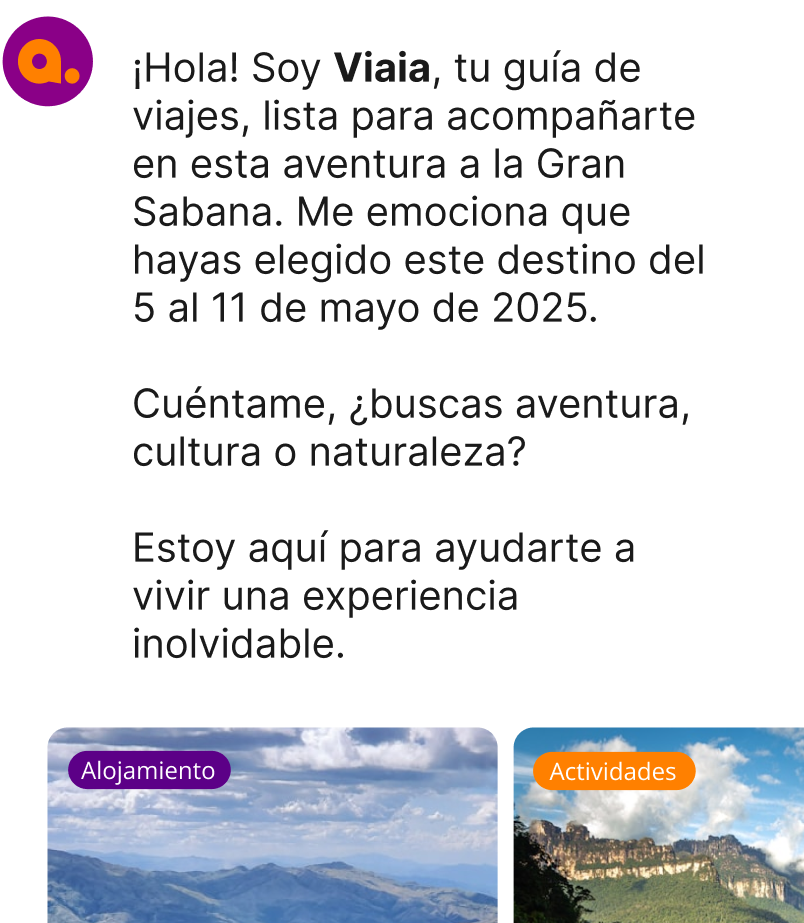 ¡Hola! Soy Viaia, tu guía de
viajes, lista para acompañarte
en esta aventura a la Gran
Sabana. Me emociona que
hayas elegido este destino del
5 al 11 de mayo de 2025.
Cuéntame, ¿buscas aventura,
cultura o naturaleza?
Estoy aquí para ayudarte a
vivir una experiencia
inolvidable.
Alojamiento
Actividades